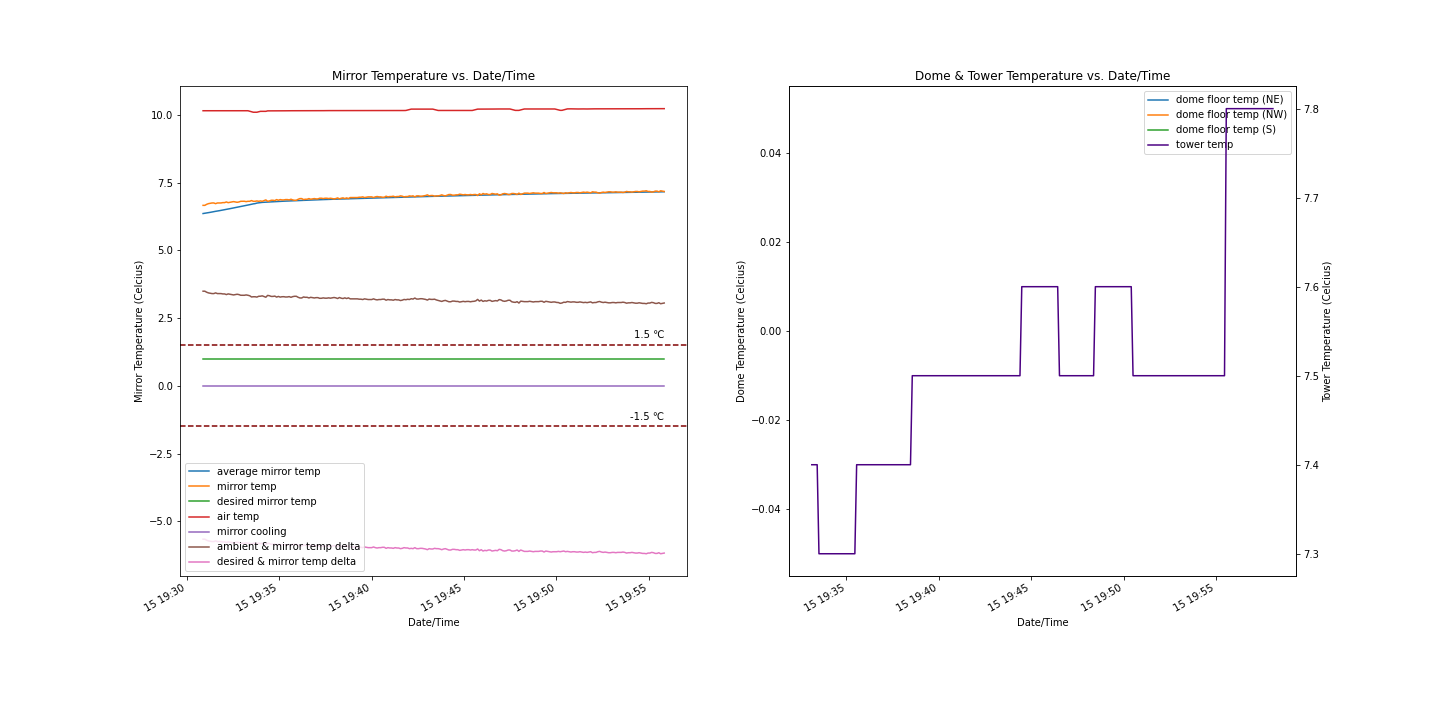 Mirror Temperature vs. Date/Time
Mirror Temperature (Celcius)
10.0
7.5
5.0
2.5
0.0
−2.5
−5.0
1.5 °C
-1.5 °C
average mirror temp
mirror temp
desired mirror temp
air temp
mirror cooling
ambient & mirror temp delta
desired & mirror temp delta
15 19:30
15 19:35
15 19:40
15 19:45
15 19:50
15 19:55
Date/Time
Dome & Tower Temperature vs. Date/Time
Dome Temperature (Celcius)
0.04
0.02
0.00
−0.02
−0.04
dome floor temp (NE)
dome floor temp (NW)
dome floor temp (S)
tower temp
7.8
7.7
7.6
7.5
7.4
7.3
Tower Temperature (Celcius)
15 19:35
15 19:40
15 19:45
15 19:50
15 19:55
Date/Time